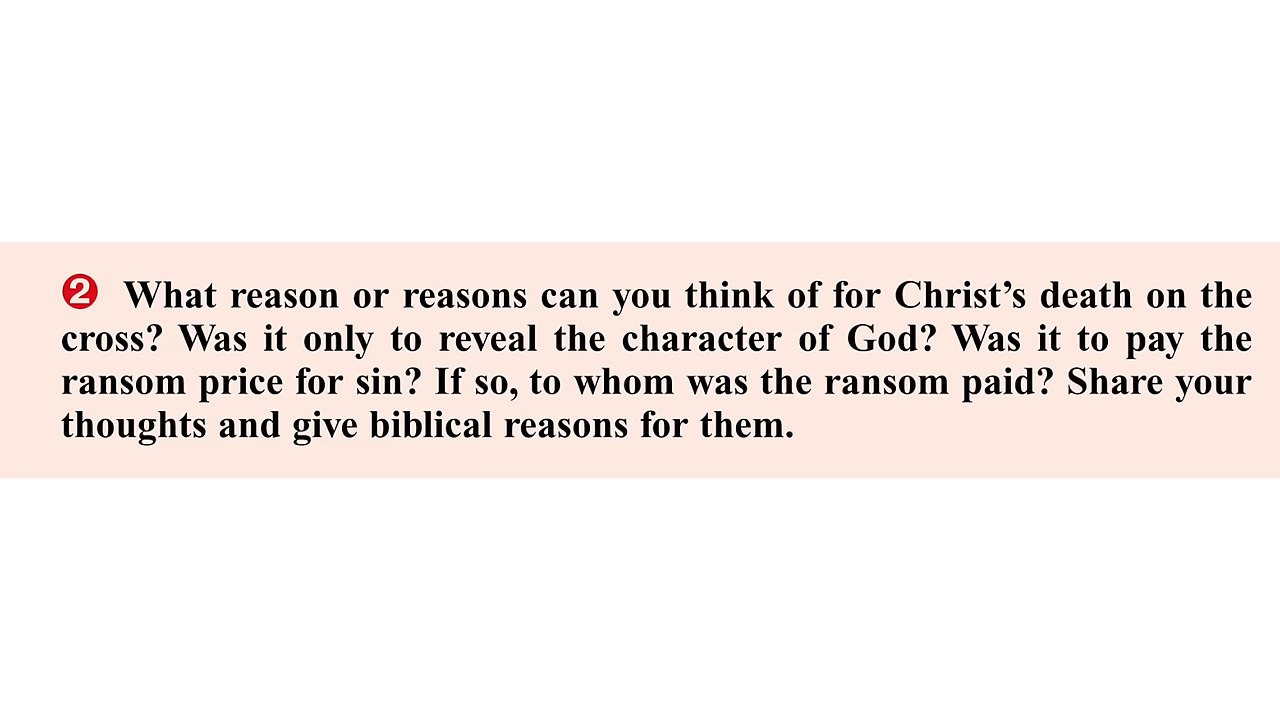 ❷ What reason or reasons can you think of for Christ’s death on the
cross? Was it only to reveal the character of God? Was it to pay the
ransom price for sin? If so, to whom was the ransom paid? Share your
thoughts and give biblical reasons for them.